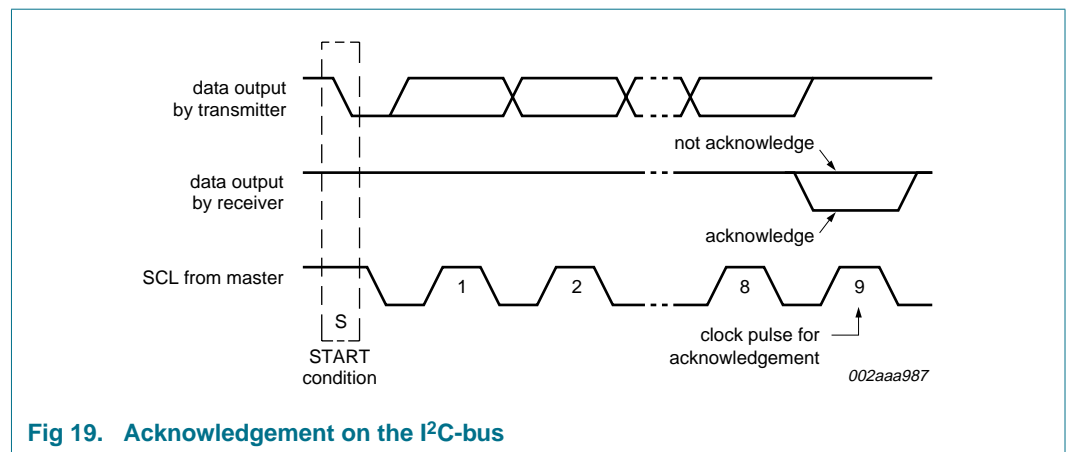 data output
by transmitter
not acknowledge
data output
by receiver
acknowledge
SCL from master
1
2
8
9
S
START
condition
clock pulse for
acknowledgement
002aaa987
Fig 19. Acknowledgement on the I²C-bus